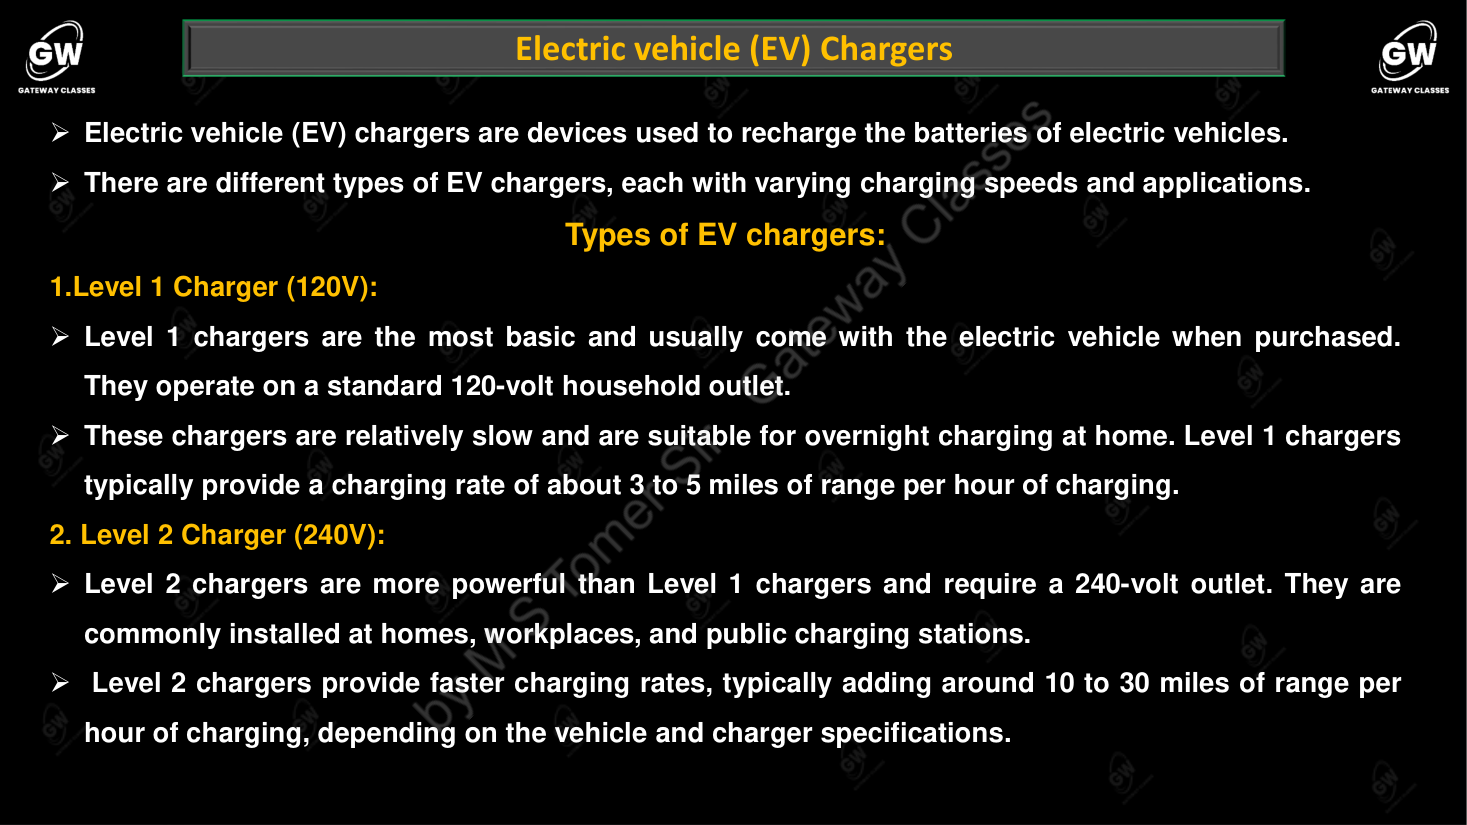 GW
GATEWAY CLASSES
Electric vehicle (EV) Chargers
GW
GATEWAY CLASSES
➢ Electric vehicle (EV) chargers are devices used to recharge the batteries of electric vehicles.
➢ There are different types of EV chargers, each with varying charging speeds and applications.
Types of EV chargers:
1.Level 1 Charger (120V):
➢ Level 1 chargers are the most basic and usually come with the electric vehicle when purchased.
They operate on a standard 120-volt household outlet.
➢ These chargers are relatively slow and are suitable for overnight charging at home. Level 1 chargers
typically provide a charging rate of about 3 to 5 miles of range per hour of charging.
2. Level 2 Charger (240V):
➢ Level 2 chargers are more powerful than Level 1 chargers and require a 240-volt outlet. They are
commonly installed at homes, workplaces, and public charging stations.
➢ Level 2 chargers provide faster charging rates, typically adding around 10 to 30 miles of range per
hour of charging, depending on the vehicle and charger specifications.
by MS Tomer Sir Gateway Classes